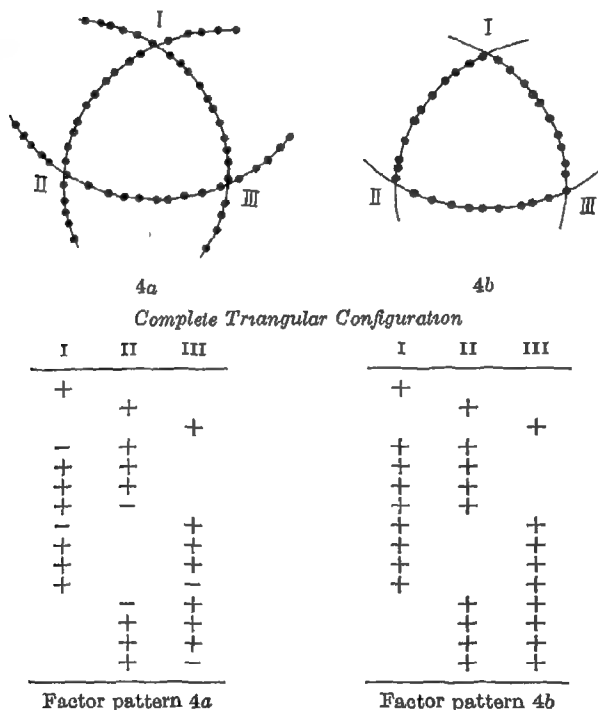 I I
II III II III
4a 4b
Complete Triangular Configuration
I II III I II III
+ +
+ +
+ +
− + + +
+ + + +
+ + + +
+ − + +
− + + +
+ + + +
+ + + +
+ − + +
− + + +
+ + + +
+ + + +
+ − + +
Factor pattern 4a Factor pattern 4b